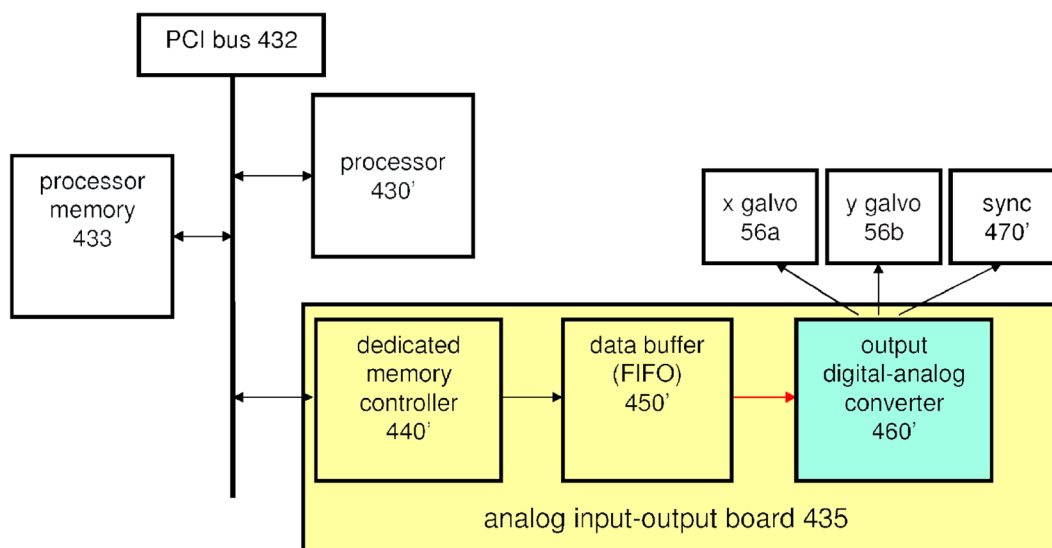 PCI bus 432
processor
430’
processor
memory
433
x galvo
56a
y galvo
56b
sync
470’
dedicated
memory
controller
440’
data buffer
(FIFO)
450’
output
digital-analog
converter
460’
analog input-output board 435